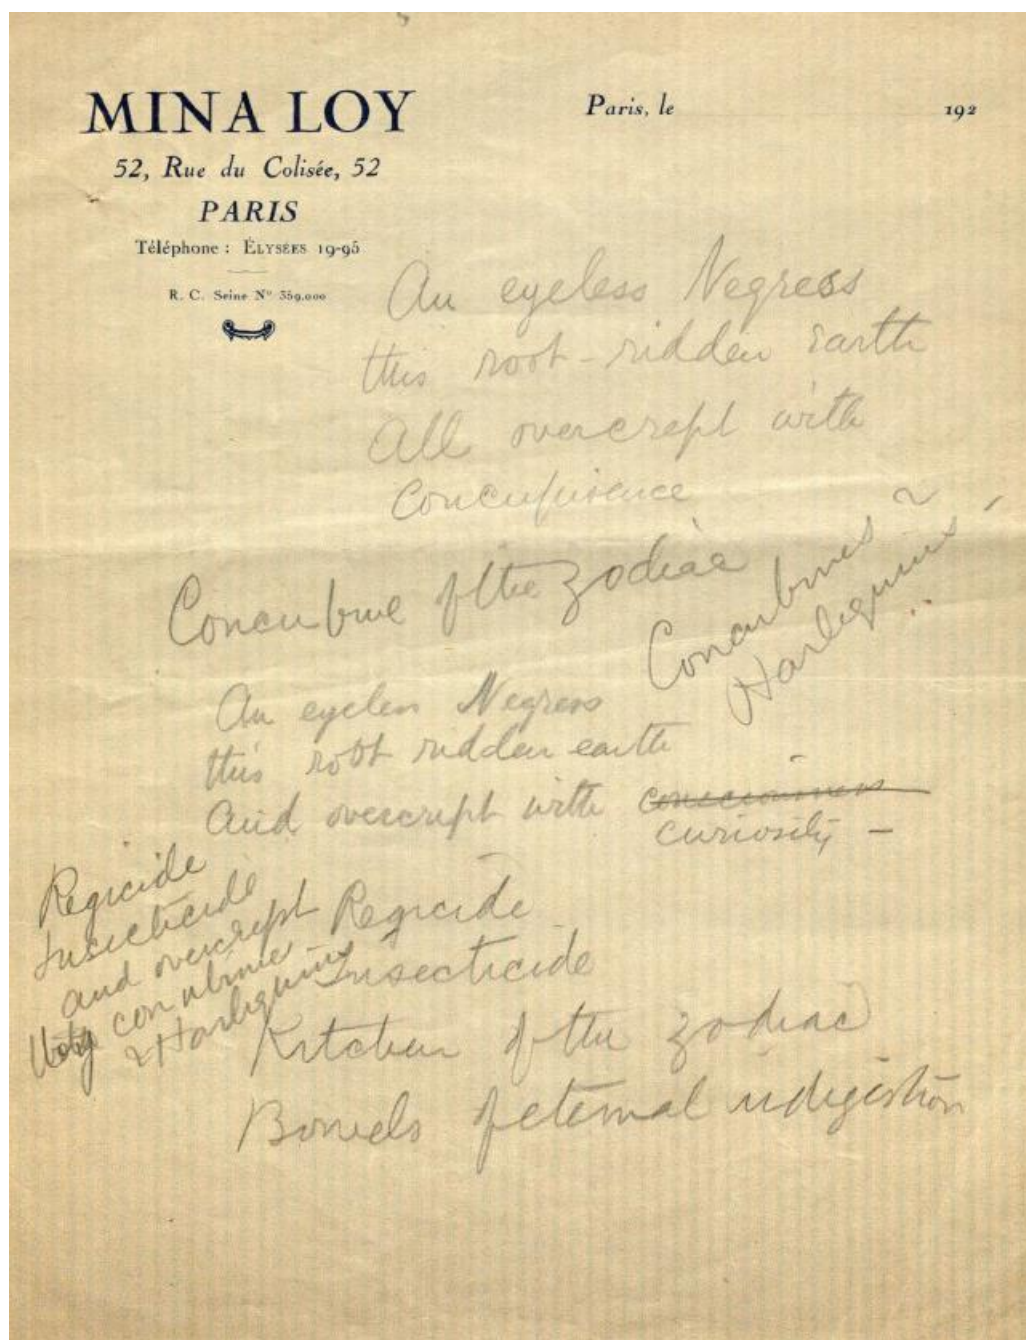 MINA LOY
52, Rue du Colisée, 52
PARIS
Téléphone : ÉLYSÉES 19-95
R. C. Seine N° 359.000
Paris, le 192
An eyeless Negress
this root-ridden earth
All overcrept with
Concupisence
Concubine of the zodiac
Concubines &
Harlequins
An eyeless Negress
this root ridden earth
And overcrept with consciousness
curiosity –
Regicide
Insecticide
and overcrept
concubine
& Harlequins
Regicide
Insecticide
Kitchen of the zodiac
Bowels of eternal indigestion